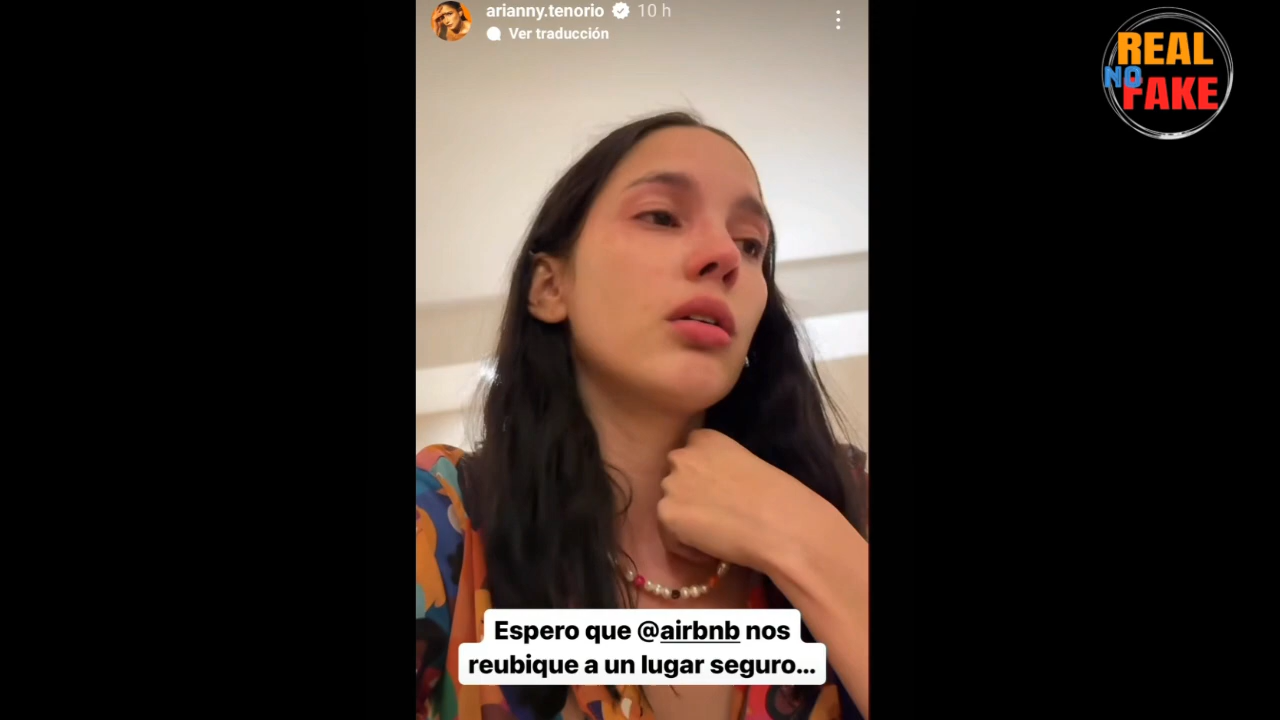 arianny.tenorio 10 h
Ver traducción
REAL
NO
FAKE
Espero que @airbnb nos
reubique a un lugar seguro...